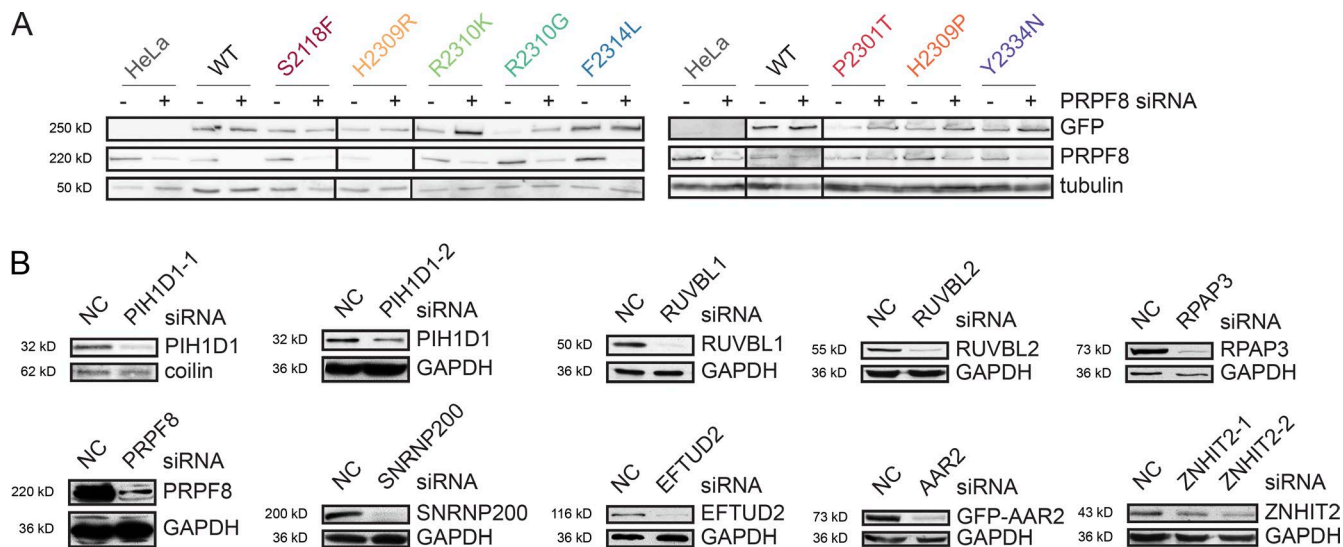 A
HeLa WT S2118F H2309R R2310K R2310G F2314L HeLa WT P2301T H2309P Y2334N
- + - + - + - + - + - + - + - + - + - + - + - + PRPF8 siRNA
250 kD GFP
220 kD PRPF8
50 kD tubulin
B
NC PIH1D1-1 siRNA
32 kD PIH1D1
62 kD coilin
NC PIH1D1-2 siRNA
32 kD PIH1D1
36 kD GAPDH
NC RUVBL1 siRNA
50 kD RUVBL1
36 kD GAPDH
NC RUVBL2 siRNA
55 kD RUVBL2
36 kD GAPDH
NC RPAP3 siRNA
73 kD RPAP3
36 kD GAPDH
NC PRPF8 siRNA
220 kD PRPF8
36 kD GAPDH
NC SNRNP200 siRNA
200 kD SNRNP200
36 kD GAPDH
NC EFTUD2 siRNA
116 kD EFTUD2
36 kD GAPDH
NC AAR2 siRNA
73 kD GFP-AAR2
36 kD GAPDH
NC ZNHIT2-1 ZNHIT2-2 siRNA
43 kD ZNHIT2
36 kD GAPDH